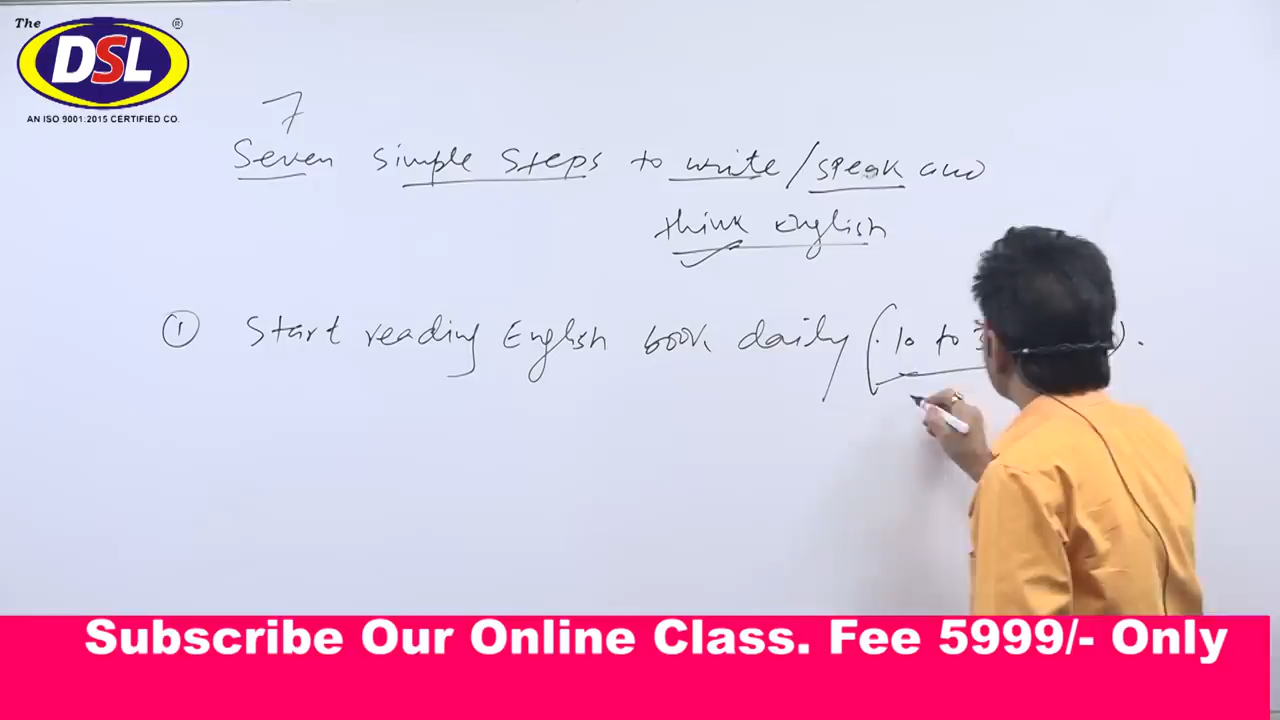 The
DSL
®
AN ISO 9001:2015 CERTIFIED CO.
7
Seven simple steps to write/speak and
think English
① Start reading English book daily (10 to
Subscribe Our Online Class. Fee 5999/- Only